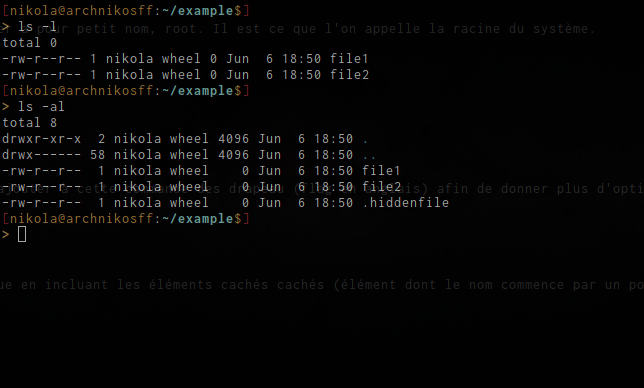 [nikola@archnikosff:~/example$]
> ls -l
r a pour petit nom, root. Il est ce que l'on appelle la racine du système.
total 0
-rw-r--r-- 1 nikola wheel 0 Jun  6 18:50 file1
-rw-r--r-- 1 nikola wheel 0 Jun  6 18:50 file2
[nikola@archnikosff:~/example$]
> ls -al
total 8
drwxr-xr-x  2 nikola wheel 4096 Jun  6 18:50 .
drwx------ 58 nikola wheel 4096 Jun  6 18:50 ..
-rw-r--r--  1 nikola wheel    0 Jun  6 18:50 file1
-rw-r--r--  1 nikola wheel    0 Jun  6 18:50 file2
à cette afin de donner plus d'opti
-rw-r--r--  1 nikola wheel    0 Jun  6 18:50 .hiddenfile
[nikola@archnikosff:~/example$]
>
ue en incluant les éléments cachés cachés (élément dont le nom commence par un po